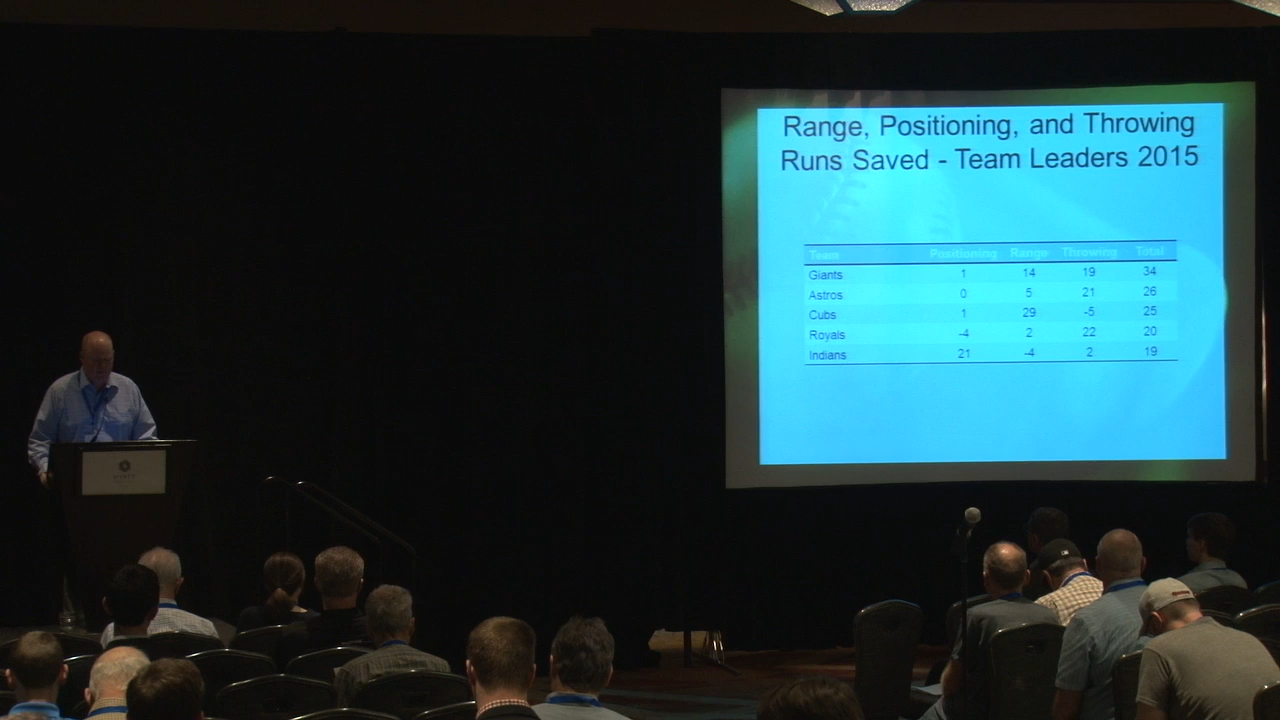 Range, Positioning, and Throwing
Runs Saved - Team Leaders 2015
Team Positioning Range Throwing Total
Giants 1 14 19 34
Astros 0 5 21 26
Cubs 1 29 -5 25
Royals -4 2 22 20
Indians 21 -4 2 19
HYATT